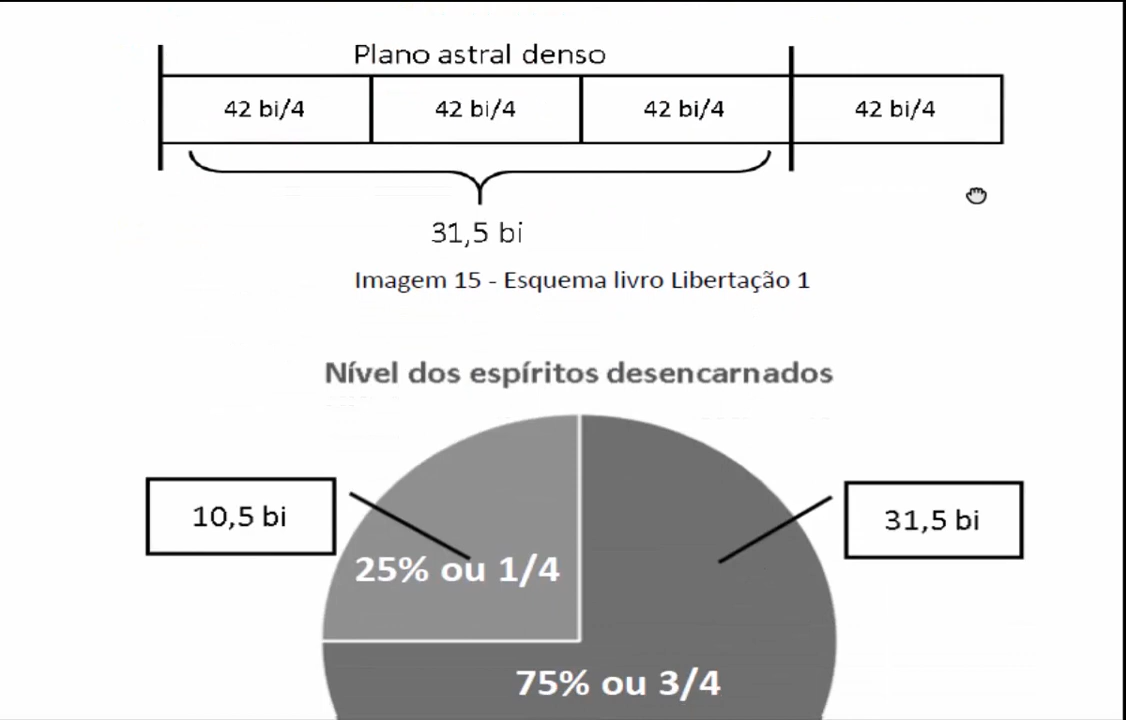 Plano astral denso
42 bi/4 42 bi/4 42 bi/4 42 bi/4
31,5 bi
Imagem 15 - Esquema livro Libertação 1
Nível dos espíritos desencarnados
10,5 bi
31,5 bi
25% ou 1/4
75% ou 3/4